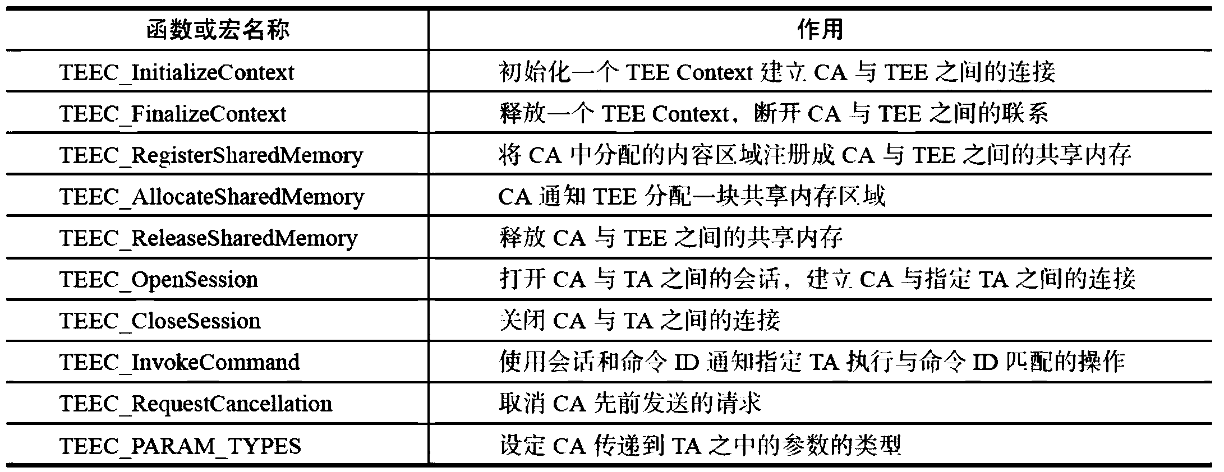 函数或宏名称 作用
TEEC_InitializeContext 初始化一个 TEE Context 建立 CA 与 TEE 之间的连接
TEEC_FinalizeContext 释放一个 TEE Context，断开 CA 与 TEE 之间的联系
TEEC_RegisterSharedMemory 将 CA 中分配的内容区域注册成 CA 与 TEE 之间的共享内存
TEEC_AllocateSharedMemory CA 通知 TEE 分配一块共享内存区域
TEEC_ReleaseSharedMemory 释放 CA 与 TEE 之间的共享内存
TEEC_OpenSession 打开 CA 与 TA 之间的会话，建立 CA 与指定 TA 之间的连接
TEEC_CloseSession 关闭 CA 与 TA 之间的连接
TEEC_InvokeCommand 使用会话和命令 ID 通知指定 TA 执行与命令 ID 匹配的操作
TEEC_RequestCancellation 取消 CA 先前发送的请求
TEEC_PARAM_TYPES 设定 CA 传递到 TA 之中的参数的类型